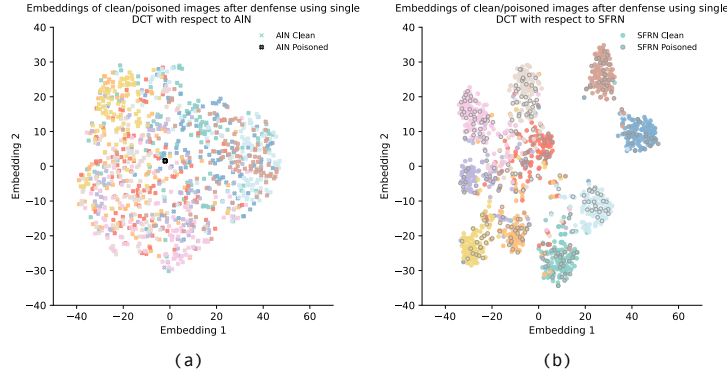 Embeddings of clean/poisoned images after denfense using single
DCT with respect to AIN
AIN Clean
AIN Poisoned
Embedding 2
40
30
20
10
0
−10
−20
−30
−40
−40
−20
0
20
40
60
Embedding 1
(a)
Embeddings of clean/poisoned images after denfense using single
DCT with respect to SFRN
SFRN Clean
SFRN Poisoned
Embedding 2
40
30
20
10
0
−10
−20
−30
−40
−40
−20
0
20
40
60
Embedding 1
(b)